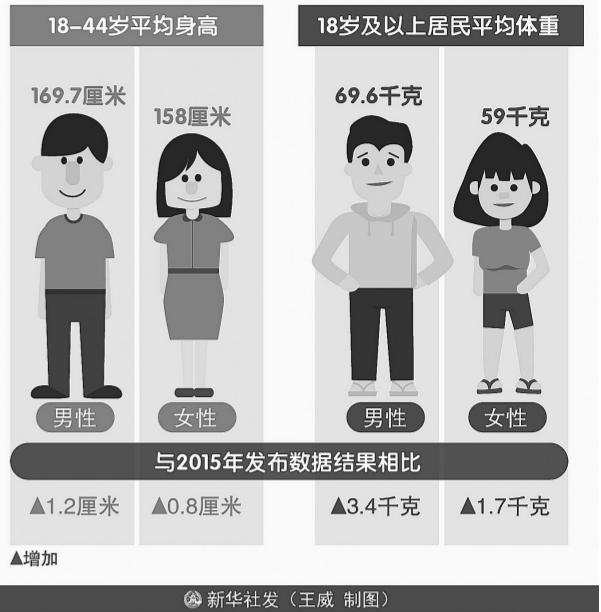 18-44岁平均身高
18岁及以上居民平均体重
169.7厘米
158厘米
69.6千克
59千克
男性
女性
男性
女性
与2015年发布数据结果相比
▲1.2厘米
▲0.8厘米
▲3.4千克
▲1.7千克
▲增加
新华社发（王威 制图）